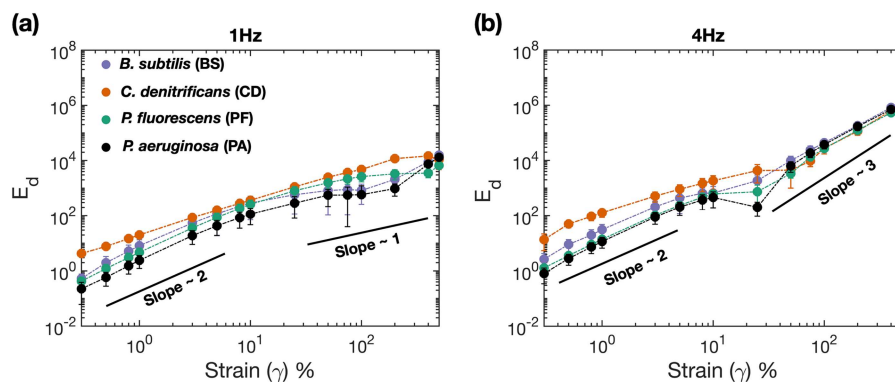 (a)
1Hz
10^8
10^6
10^4
10^2
10^0
10^-2
E_d
B. subtilis (BS)
C. denitrificans (CD)
P. fluorescens (PF)
P. aeruginosa (PA)
Slope ~ 2
Slope ~ 1
10^0
10^1
10^2
Strain (γ) %
(b)
4Hz
10^8
10^6
10^4
10^2
10^0
10^-2
E_d
Slope ~ 2
Slope ~ 3
10^0
10^1
10^2
Strain (γ) %